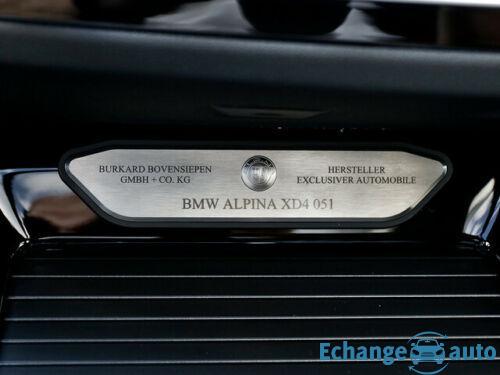 BURKARD BOVENSIEPEN
GMBH + CO. KG
HERSTELLER
EXCLUSIVER AUTOMOBILE
BMW ALPINA XD4 051
Echange auto